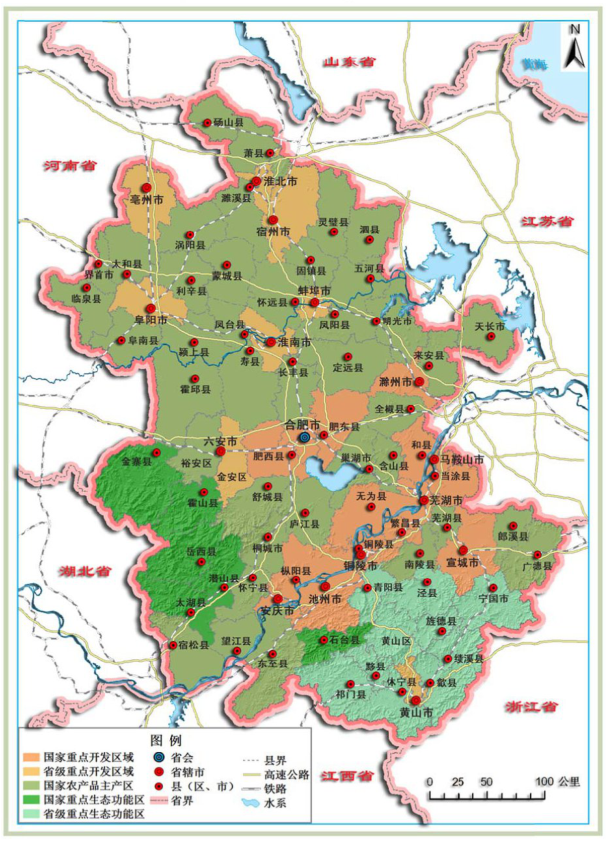 N
山东省
黄海
砀山县
河南省
萧县
淮北市
濉溪县
亳州市
江苏省
宿州市
灵璧县
泗县
涡阳县
太和县
蒙城县
固镇县
五河县
界首市
利辛县
临泉县
怀远县
蚌埠市
阜阳市
凤阳县
明光市
天长市
凤台县
阜南县
颍上县
淮南市
寿县
定远县
来安县
长丰县
滁州市
霍邱县
全椒县
合肥市
肥东县
六安市
和县
金寨县
裕安区
肥西县
巢湖市
含山县
马鞍山市
金安区
当涂县
霍山县
舒城县
无为县
芜湖市
庐江县
繁昌县
芜湖县
郎溪县
桐城市
铜陵县
宣城市
岳西县
铜陵市
南陵县
广德县
湖北省
潜山县
枞阳县
怀宁县
池州市
青阳县
泾县
宁国市
太湖县
安庆市
旌德县
宿松县
望江县
石台县
黄山区
东至县
绩溪县
黟县
祁门县
休宁县
歙县
浙江省
黄山市
江西省
图 例
国家重点开发区域
省级重点开发区域
国家农产品主产区
国家重点生态功能区
省级重点生态功能区
省会
省辖市
县（区、市）
省界
县界
高速公路
铁路
水系
0 20 40 60 80 100 公里